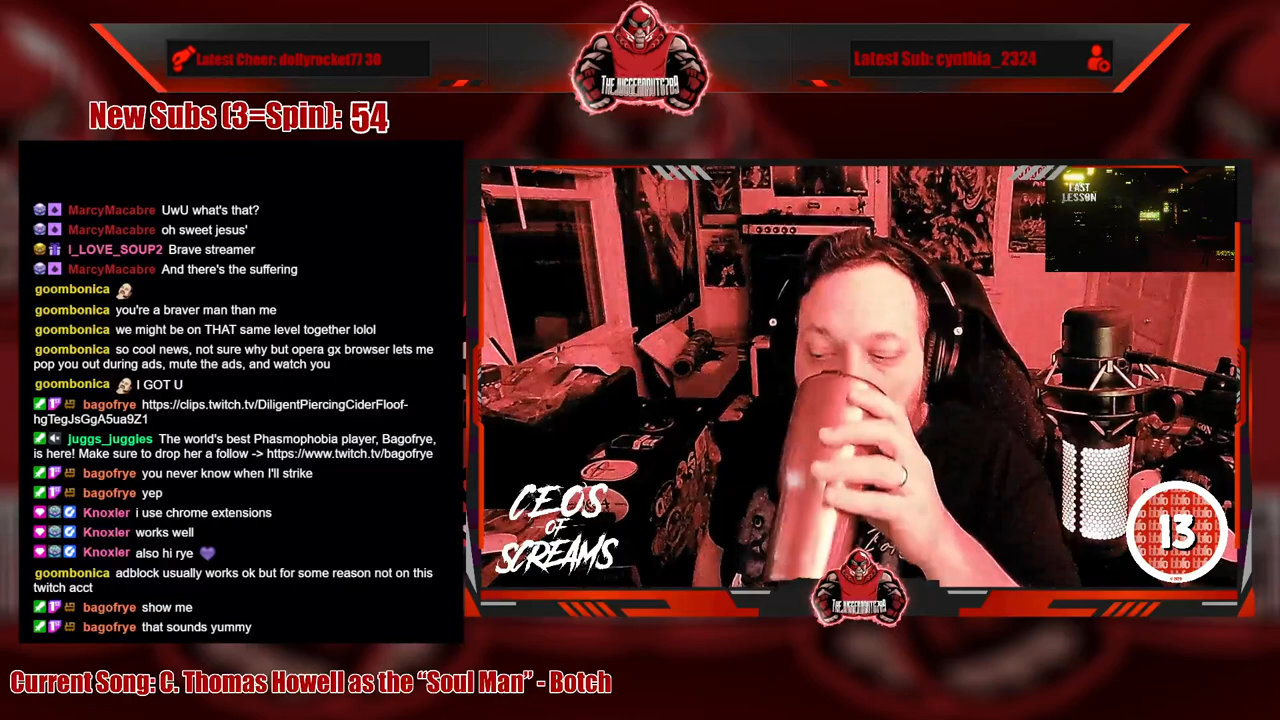 Latest Cheer: dollyrocket77 30
THEJUGGERNAUT6789
Latest Sub: cynthia_2324
New Subs (3=Spin): 54
MarcyMacabre UwU what's that?
MarcyMacabre oh sweet jesus'
I_LOVE_SOUP2 Brave streamer
MarcyMacabre And there's the suffering
goombonica
goombonica you're a braver man than me
goombonica we might be on THAT same level together lolol
goombonica so cool news, not sure why but opera gx browser lets me
pop you out during ads, mute the ads, and watch you
goombonica I GOT U
bagofrye https://clips.twitch.tv/DiligentPiercingCiderFloof-
hgTegJsGgA5ua9Z1
juggs_juggies The world's best Phasmophobia player, Bagofrye,
is here! Make sure to drop her a follow -> https://www.twitch.tv/bagofrye
bagofrye you never know when I'll strike
bagofrye yep
Knoxler i use chrome extensions
Knoxler works well
Knoxler also hi rye
goombonica adblock usually works ok but for some reason not on this
twitch acct
bagofrye show me
bagofrye that sounds yummy
LAST
LESSON
CEOS
OF
SCREAMS
13
THEJUGGERNAUT6789
Current Song: C. Thomas Howell as the “Soul Man” - Botch